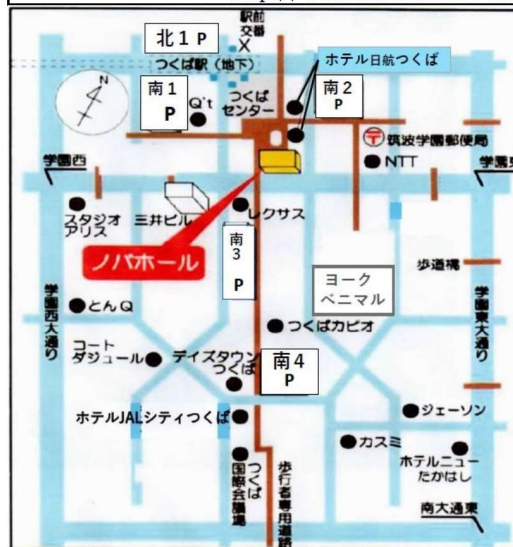 駅前
交番
北1 P
つくば駅(地下)
ホテル日航つくば
N
南1
P
Q't
つくば
センター
南2
P
〒
筑波学園郵便局
NTT
学園西
学園東
スタジオ
アリス
三井ビル
レクサス
ノバホール
南
3
P
ヨーク
ベニマル
歩道橋
学園西大通り
学園東大通り
とんQ
つくばカピオ
コート
ダジュール
デイズタウン
つくば
南4
P
ホテルJALシティつくば
ジェーソン
カスミ
ホテルニュー
たかはし
つくば
国際会議場
歩行者専用道路
南大通東